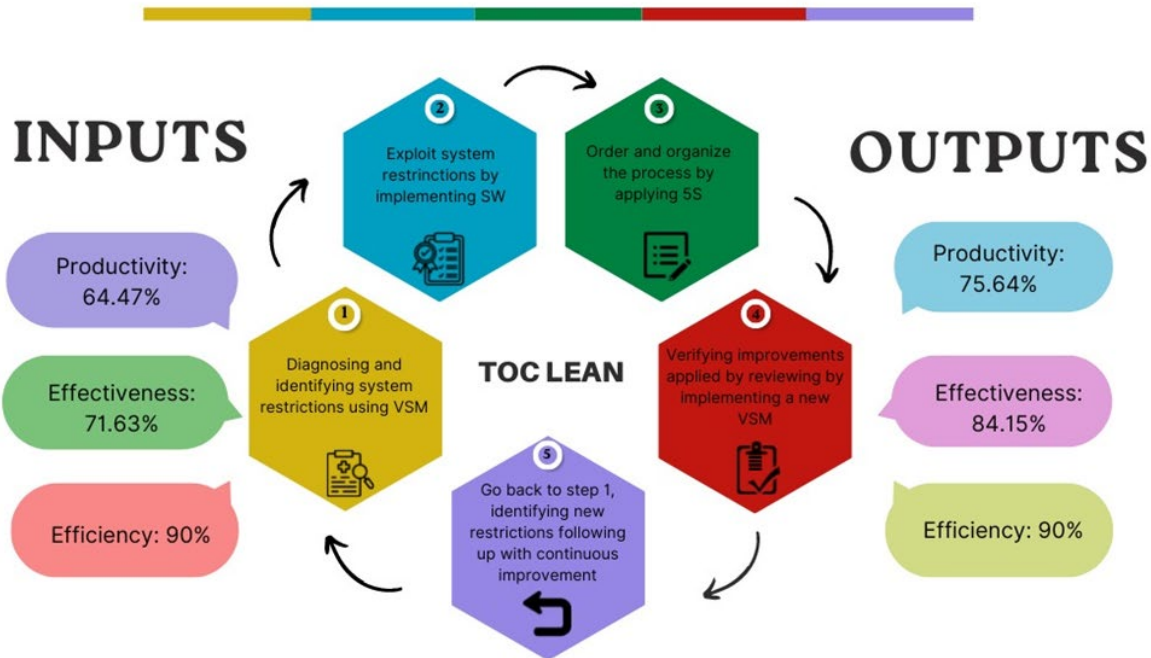 INPUTS
OUTPUTS
Productivity:
64.47%
Effectiveness:
71.63%
Efficiency: 90%
1
Diagnosing and
identifying system
restrictions using VSM
2
Exploit system
restrinctions by
implementing SW
3
Order and organize
the process by
applying 5S
4
Verifying improvements
applied by reviewing by
implementing a new
VSM
5
Go back to step 1,
identifying new
restrictions following
up with continuous
improvement
TOC LEAN
Productivity:
75.64%
Effectiveness:
84.15%
Efficiency: 90%